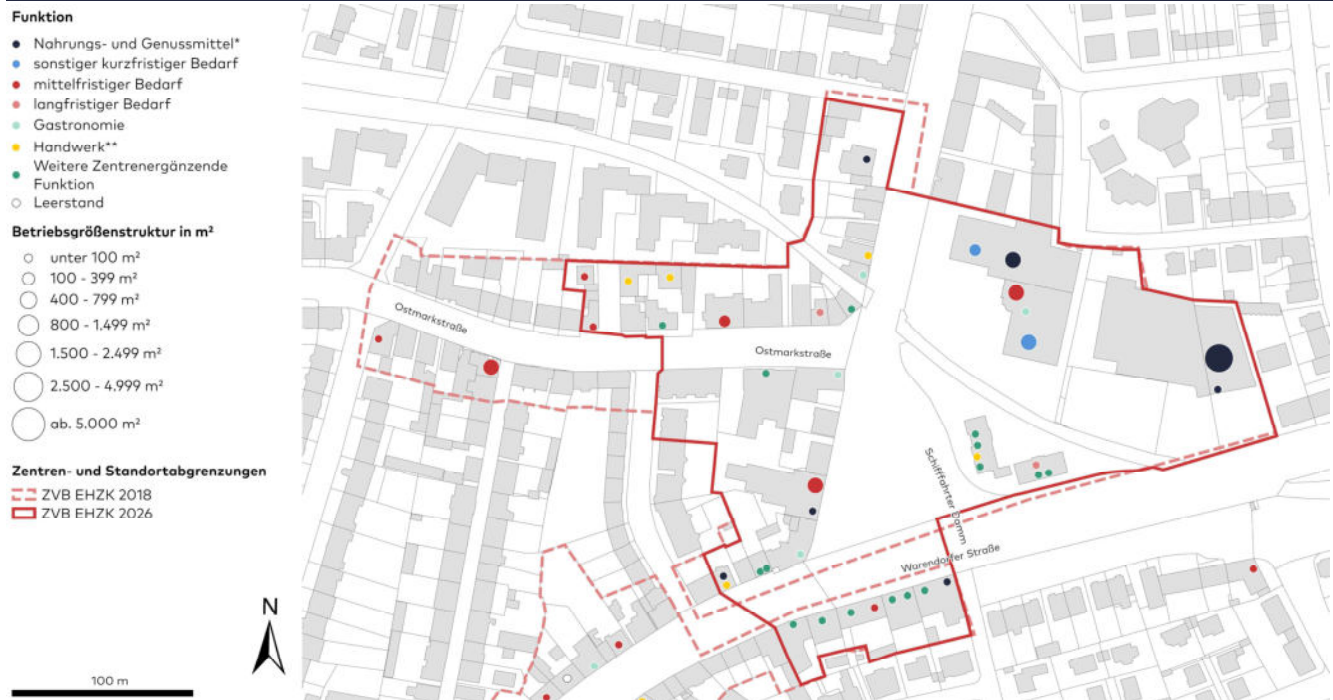 Funktion
Nahrungs- und Genussmittel*
sonstiger kurzfristiger Bedarf
mittelfristiger Bedarf
langfristiger Bedarf
Gastronomie
Handwerk**
Weitere Zentrenergänzende
Funktion
Leerstand
Betriebsgrößenstruktur in m²
unter 100 m²
100 - 399 m²
400 - 799 m²
800 - 1.499 m²
1.500 - 2.499 m²
2.500 - 4.999 m²
ab. 5.000 m²
Zentren- und Standortabgrenzungen
ZVB EHZK 2018
ZVB EHZK 2026
N
100 m
Ostmarkstraße
Ostmarkstraße
Schifffahrter Damm
Warendorfer Straße